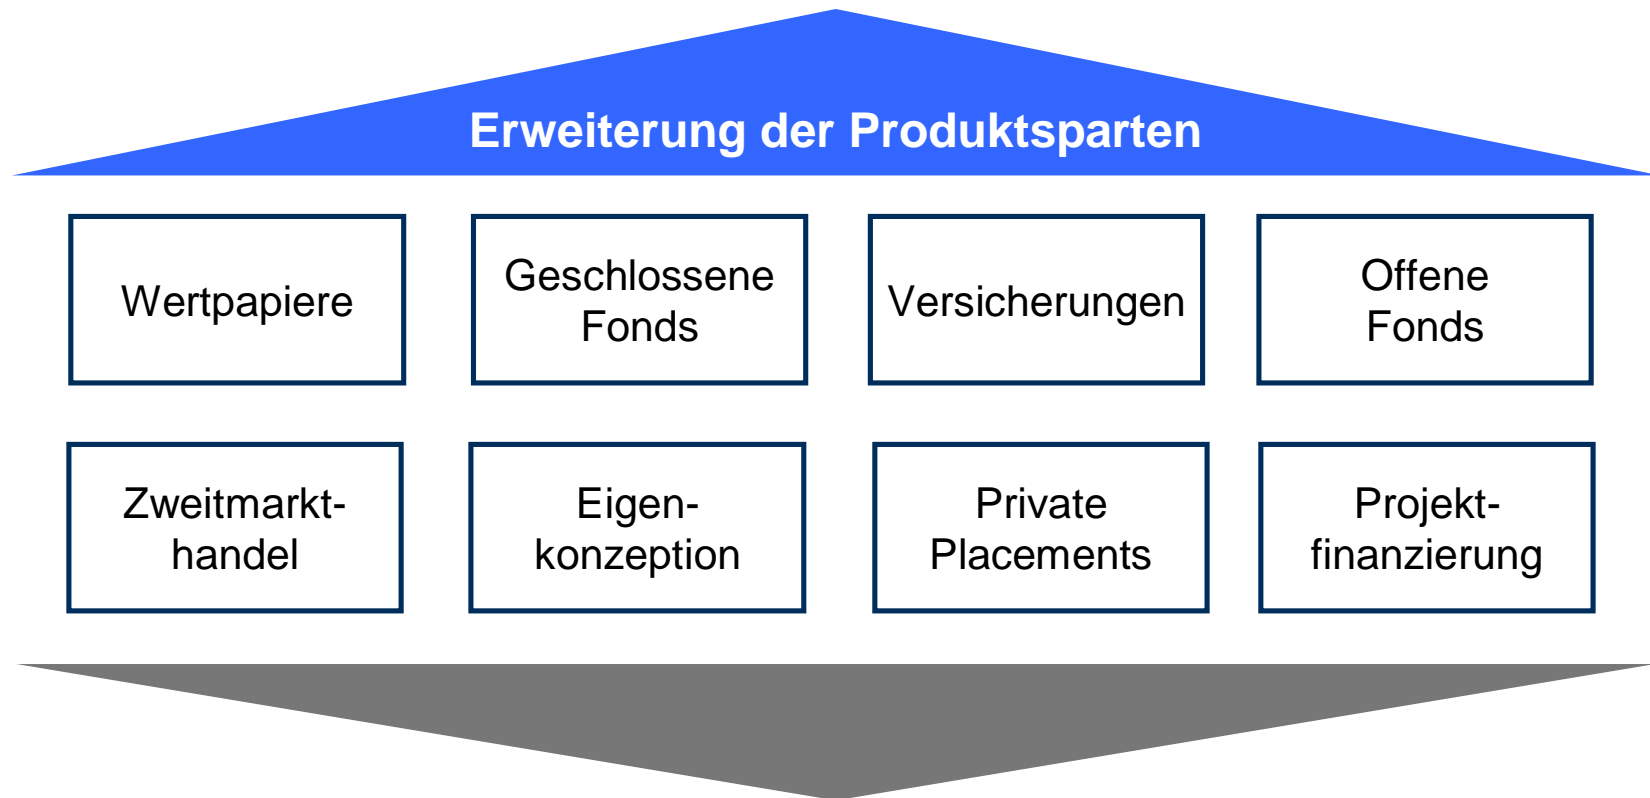 Erweiterung der Produktsparten
Wertpapiere
Geschlossene
Fonds
Versicherungen
Offene
Fonds
Zweitmarkt-
handel
Eigen-
konzeption
Private
Placements
Projekt-
finanzierung